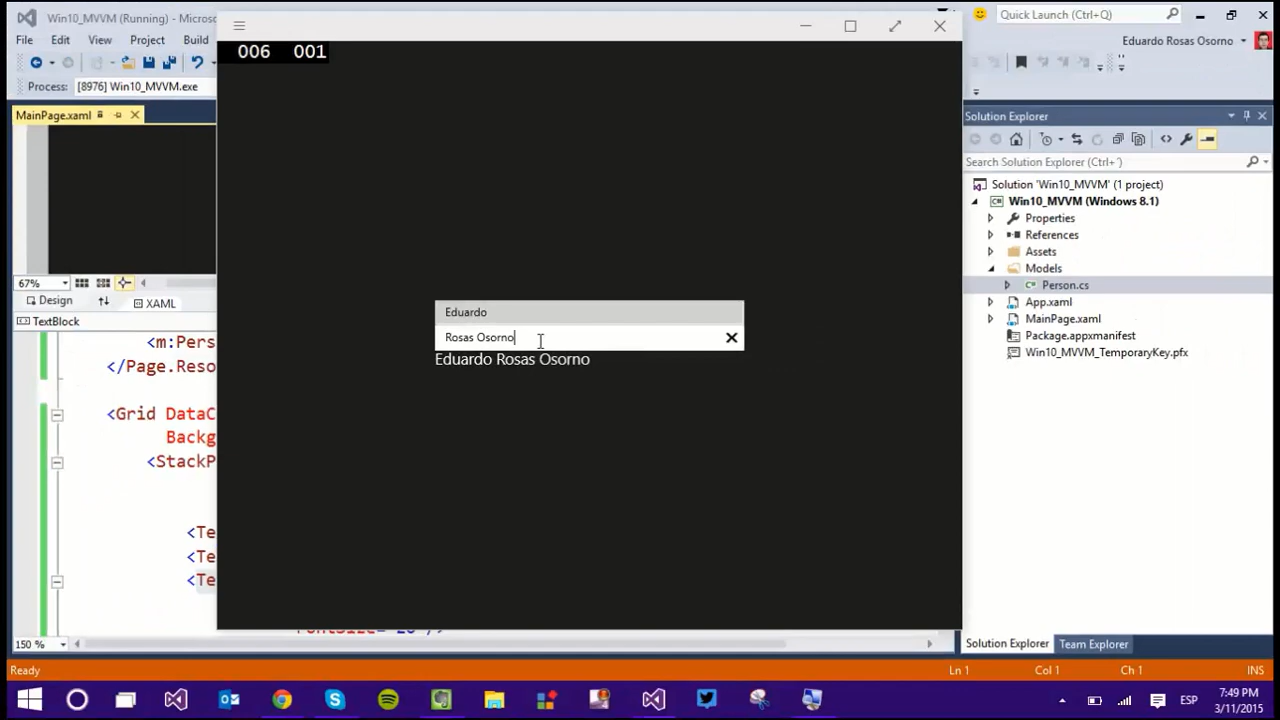 Win10_MVVM (Running) - Micros
Quick Launch (Ctrl+Q)
File Edit View Project Build
Eduardo Rosas Osorno
Process: [8976] Win10_MVVM.exe
006 001
MainPage.xaml
67%
Design XAML
TextBlock
<m:Pers
</Page.Reso
<Grid DataC
Backg
<StackP
<Te
<Te
<Te
150 %
Eduardo
Rosas Osorno
Eduardo Rosas Osorno
Solution Explorer
Search Solution Explorer (Ctrl+´)
Solution 'Win10_MVVM' (1 project)
Win10_MVVM (Windows 8.1)
Properties
References
Assets
Models
Person.cs
App.xaml
MainPage.xaml
Package.appxmanifest
Win10_MVVM_TemporaryKey.pfx
Solution Explorer Team Explorer
Ready Ln 1 Col 1 Ch 1 INS
ESP
7:49 PM
3/11/2015